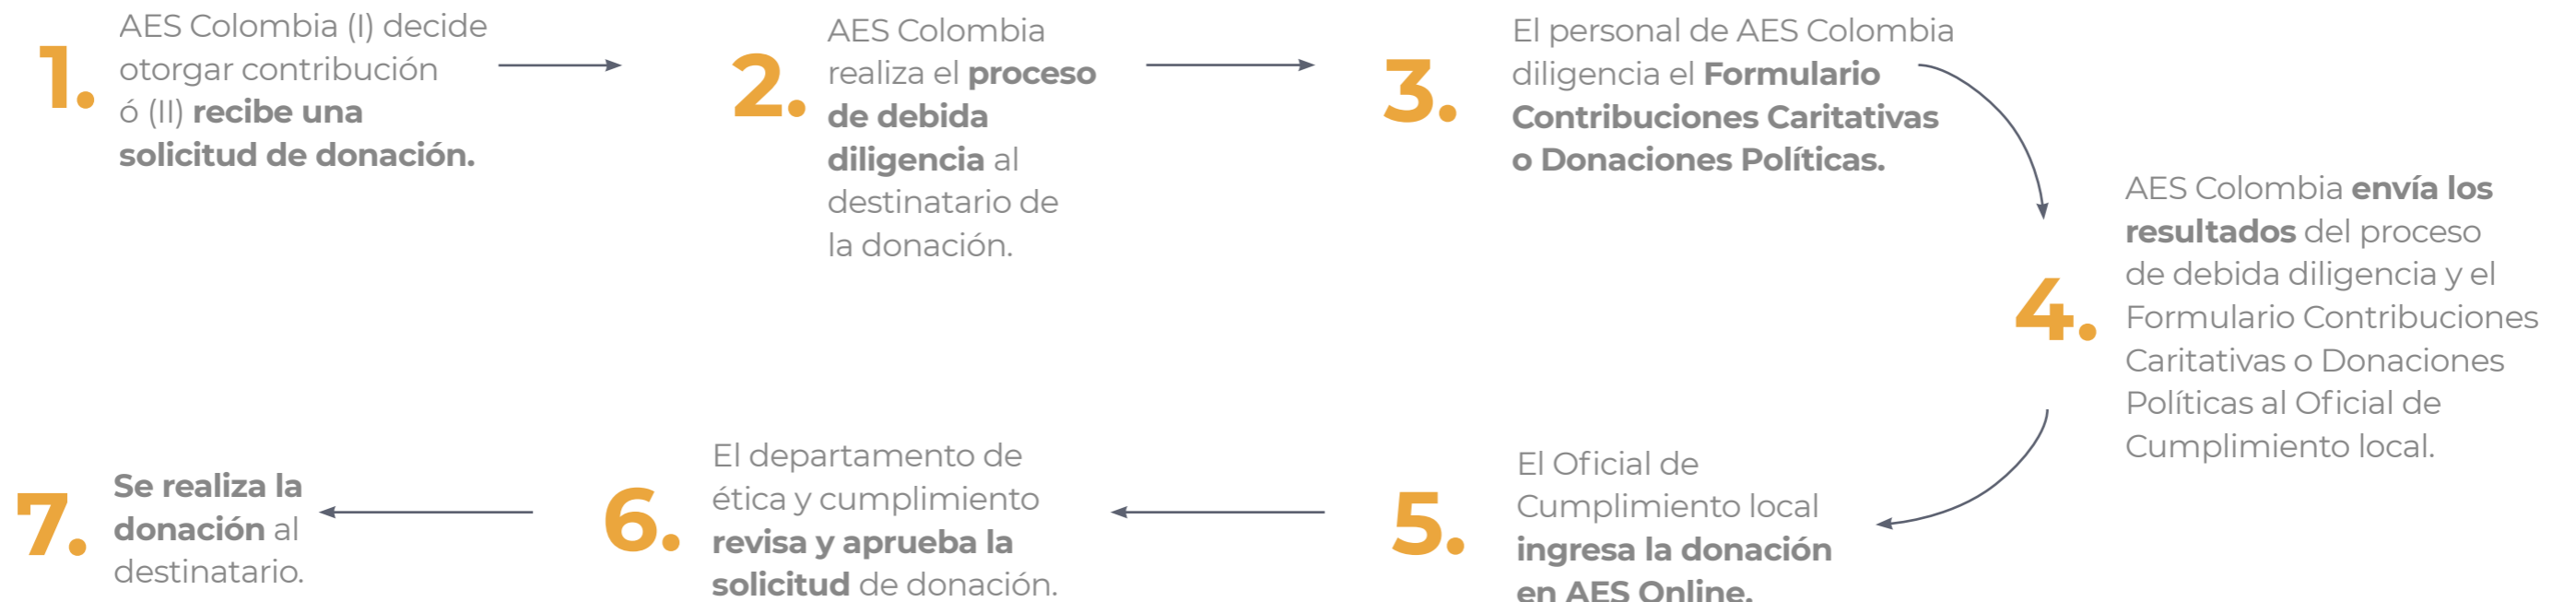 1.
AES Colombia (I) decide
otorgar contribución
ó (II) recibe una
solicitud de donación.
2.
AES Colombia
realiza el proceso
de debida
diligencia al
destinatario de
la donación.
3.
El personal de AES Colombia
diligencia el Formulario
Contribuciones Caritativas
o Donaciones Políticas.
4.
AES Colombia envía los
resultados del proceso
de debida diligencia y el
Formulario Contribuciones
Caritativas o Donaciones
Políticas al Oficial de
Cumplimiento local.
5.
El Oficial de
Cumplimiento local
ingresa la donación
en AES Online.
6.
El departamento de
ética y cumplimiento
revisa y aprueba la
solicitud de donación.
7.
Se realiza la
donación al
destinatario.